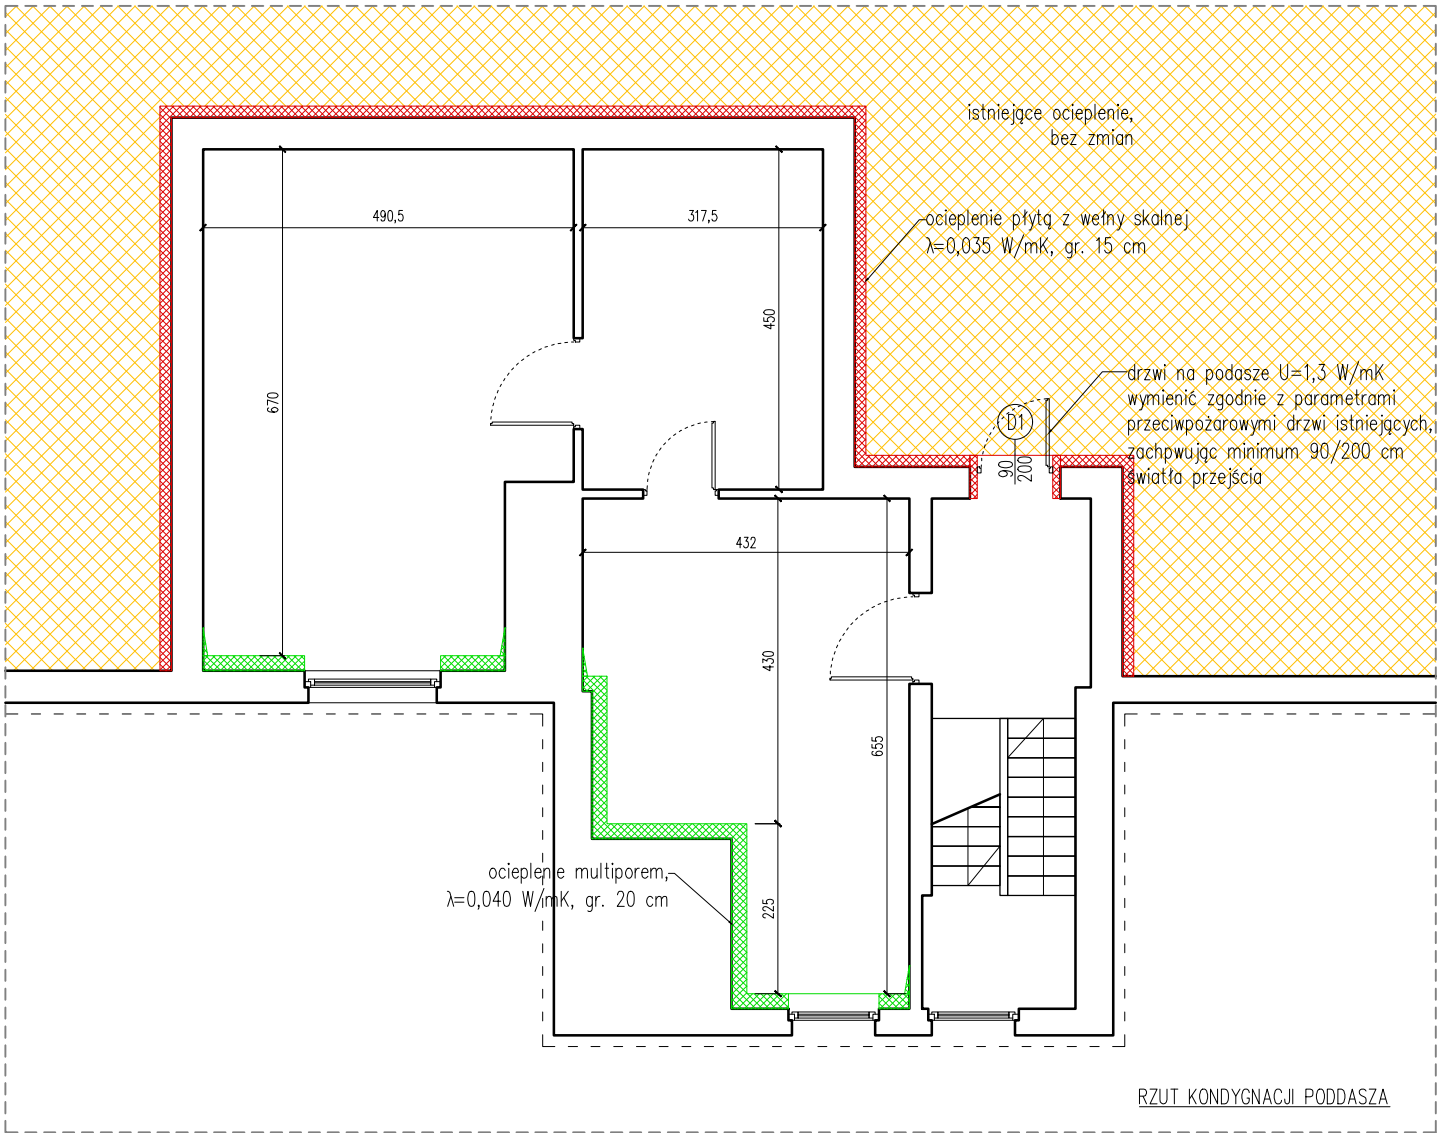 istniejące ocieplenie,
bez zmian
490,5
317,5
ocieplenie płytą z wełny skalnej
λ=0,035 W/mK, gr. 15 cm
450
670
drzwi na podasze U=1,3 W/mK
wymienić zgodnie z parametrami
przeciwpożarowymi drzwi istniejących,
zachpwując minimum 90/200 cm
światła przejścia
D1
90
200
432
430
655
ocieplenie multiporem,
λ=0,040 W/mK, gr. 20 cm
225
RZUT KONDYGNACJI PODDASZA